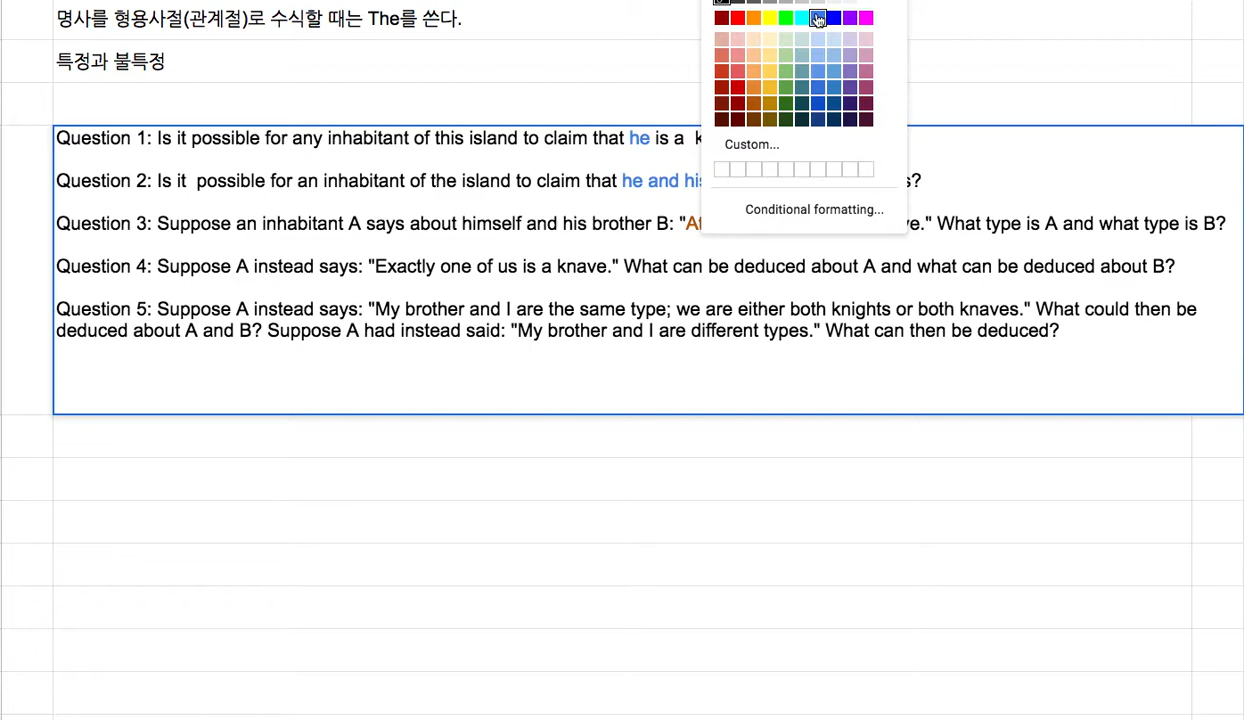 명사를 형용사절(관계절)로 수식할 때는 The를 쓴다.
특정과 불특정
Question 1: Is it possible for any inhabitant of this island to claim that he is a
Question 2: Is it  possible for an inhabitant of the island to claim that he and his
Question 3: Suppose an inhabitant A says about himself and his brother B: " What type is A and what type is B?
Question 4: Suppose A instead says: "Exactly one of us is a knave." What can be deduced about A and what can be deduced about B?
Question 5: Suppose A instead says: "My brother and I are the same type; we are either both knights or both knaves." What could then be
deduced about A and B? Suppose A had instead said: "My brother and I are different types." What can then be deduced?
Custom...
Conditional formatting...